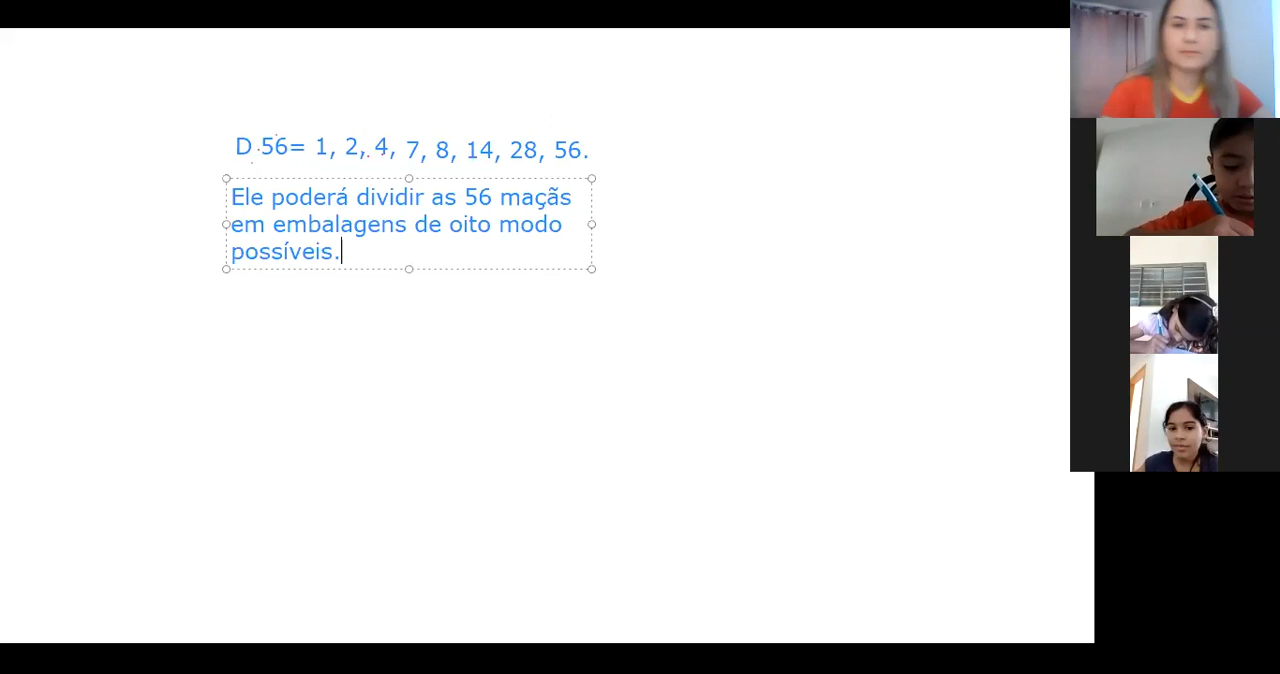 D 56= 1, 2, 4, 7, 8, 14, 28, 56.
Ele poderá dividir as 56 maçãs
em embalagens de oito modo
possíveis.